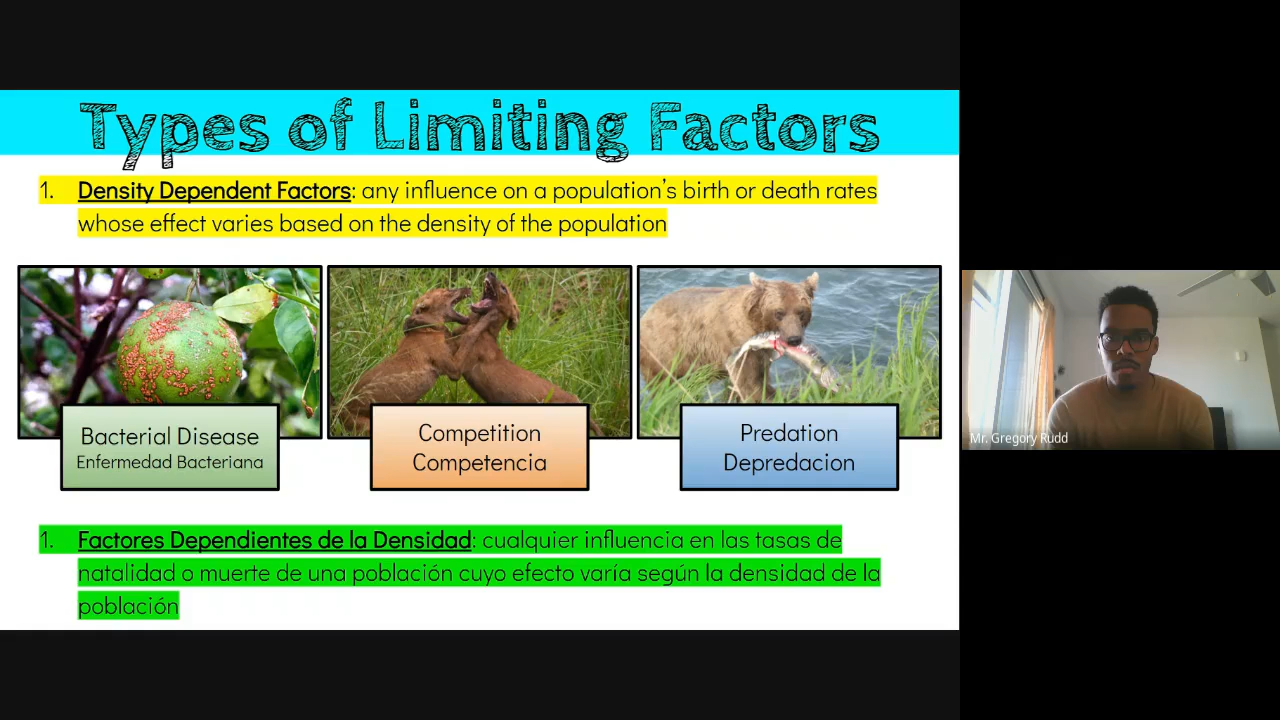 Types of Limiting Factors
1. Density Dependent Factors: any influence on a population's birth or death rates
whose effect varies based on the density of the population
Bacterial Disease
Enfermedad Bacteriana
Competition
Competencia
Predation
Depredacion
1. Factores Dependientes de la Densidad: cualquier influencia en las tasas de
natalidad o muerte de una población cuyo efecto varía según la densidad de la
población
Mr. Gregory Rudd